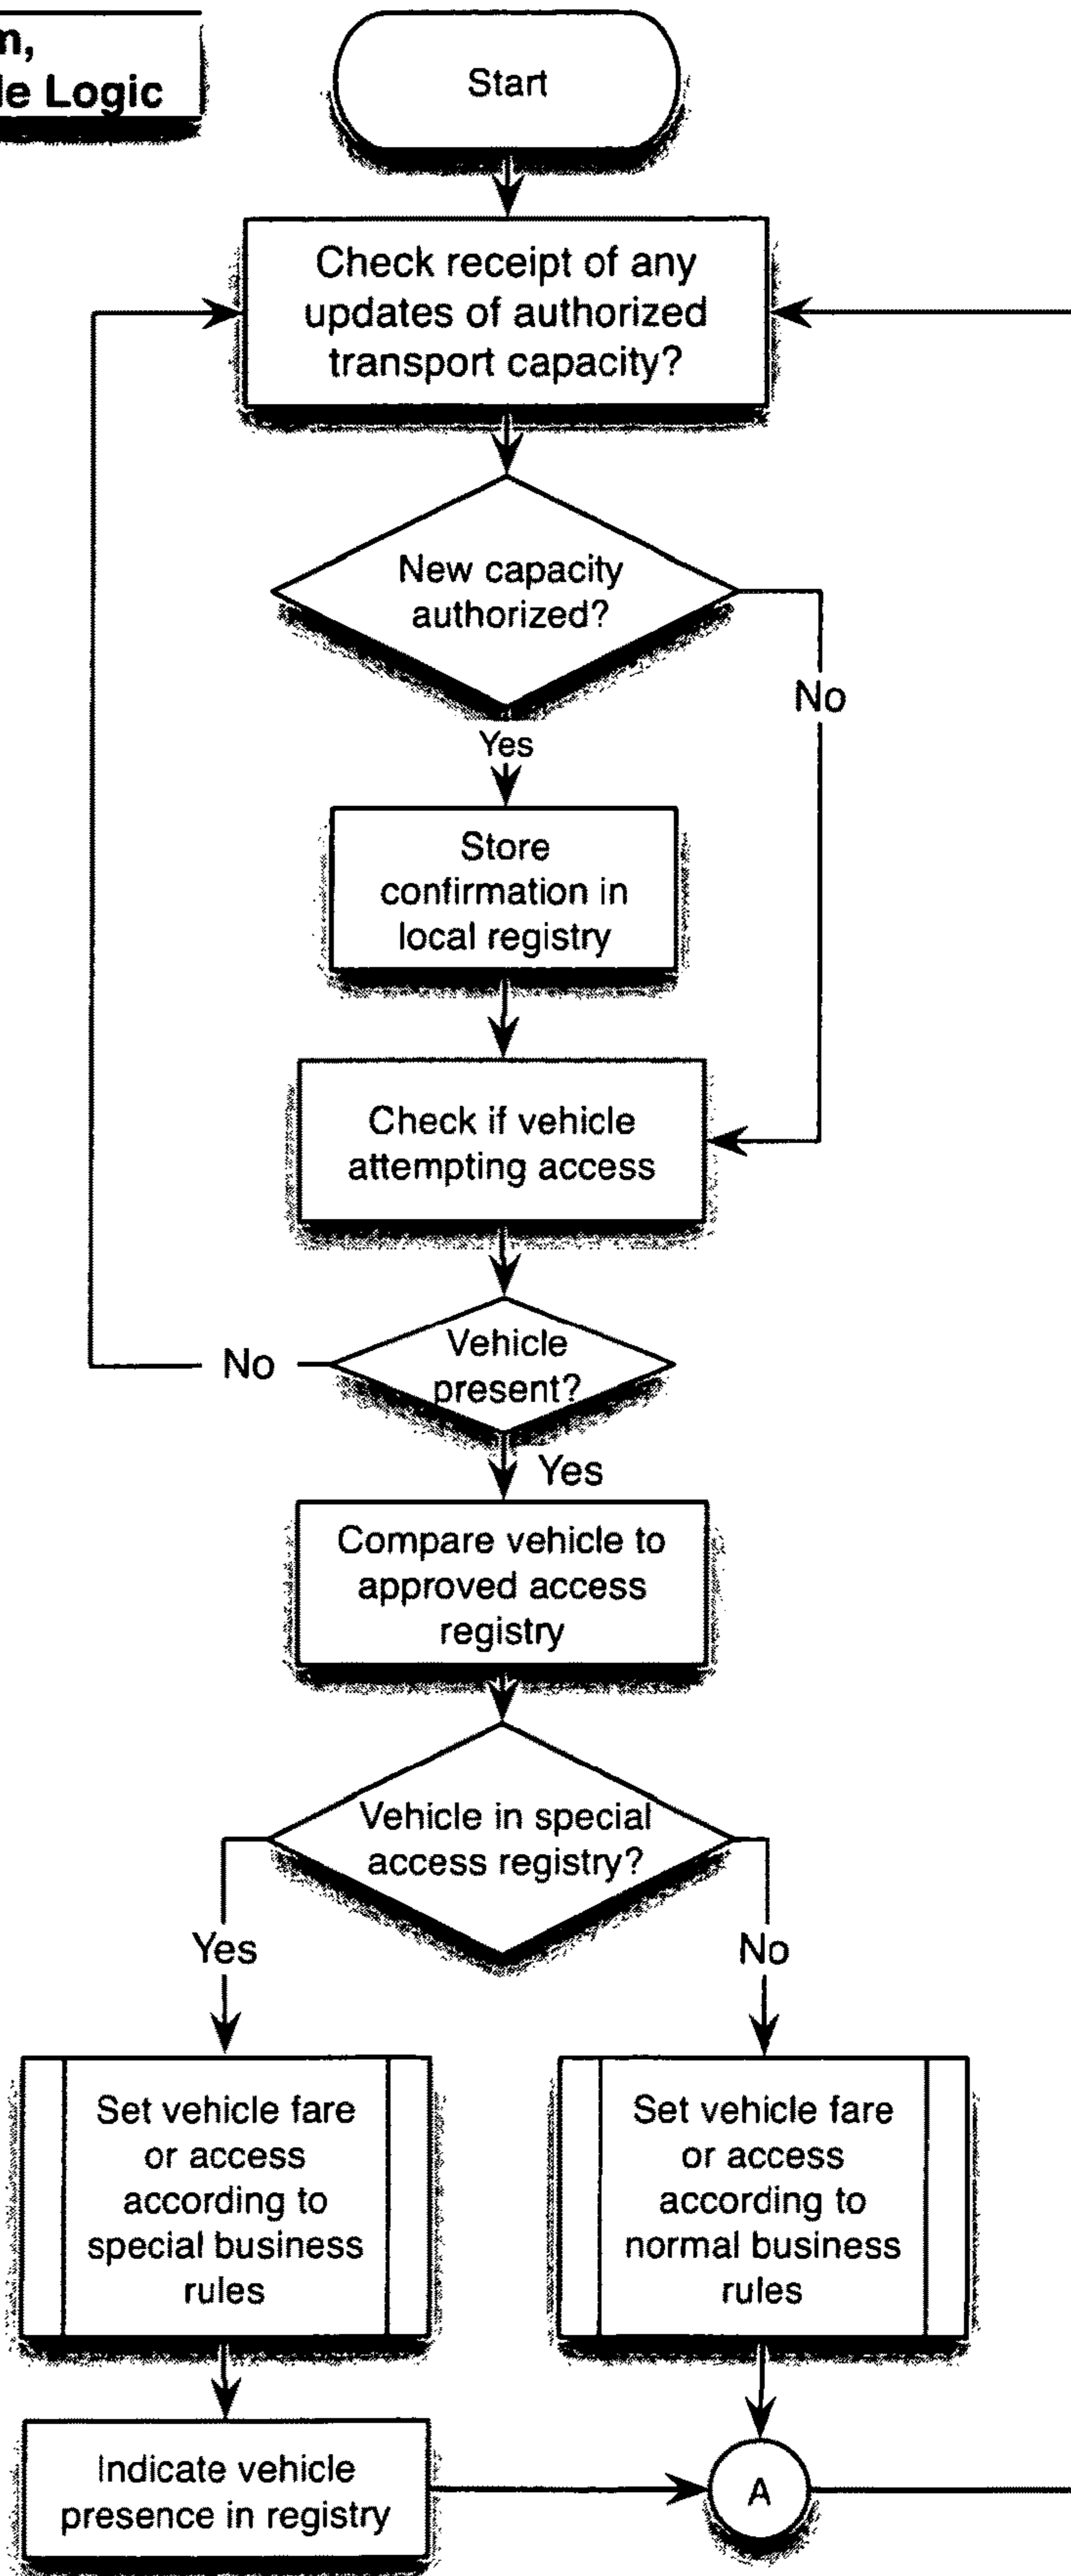 m,
le Logic
Start
Check receipt of any
updates of authorized
transport capacity?
New capacity
authorized?
No
Yes
Store
confirmation in
local registry
Check if vehicle
attempting access
Vehicle
present?
No
Yes
Compare vehicle to
approved access
registry
Vehicle in special
access registry?
Yes
No
Set vehicle fare
or access
according to
special business
rules
Set vehicle fare
or access
according to
normal business
rules
Indicate vehicle
presence in registry
A